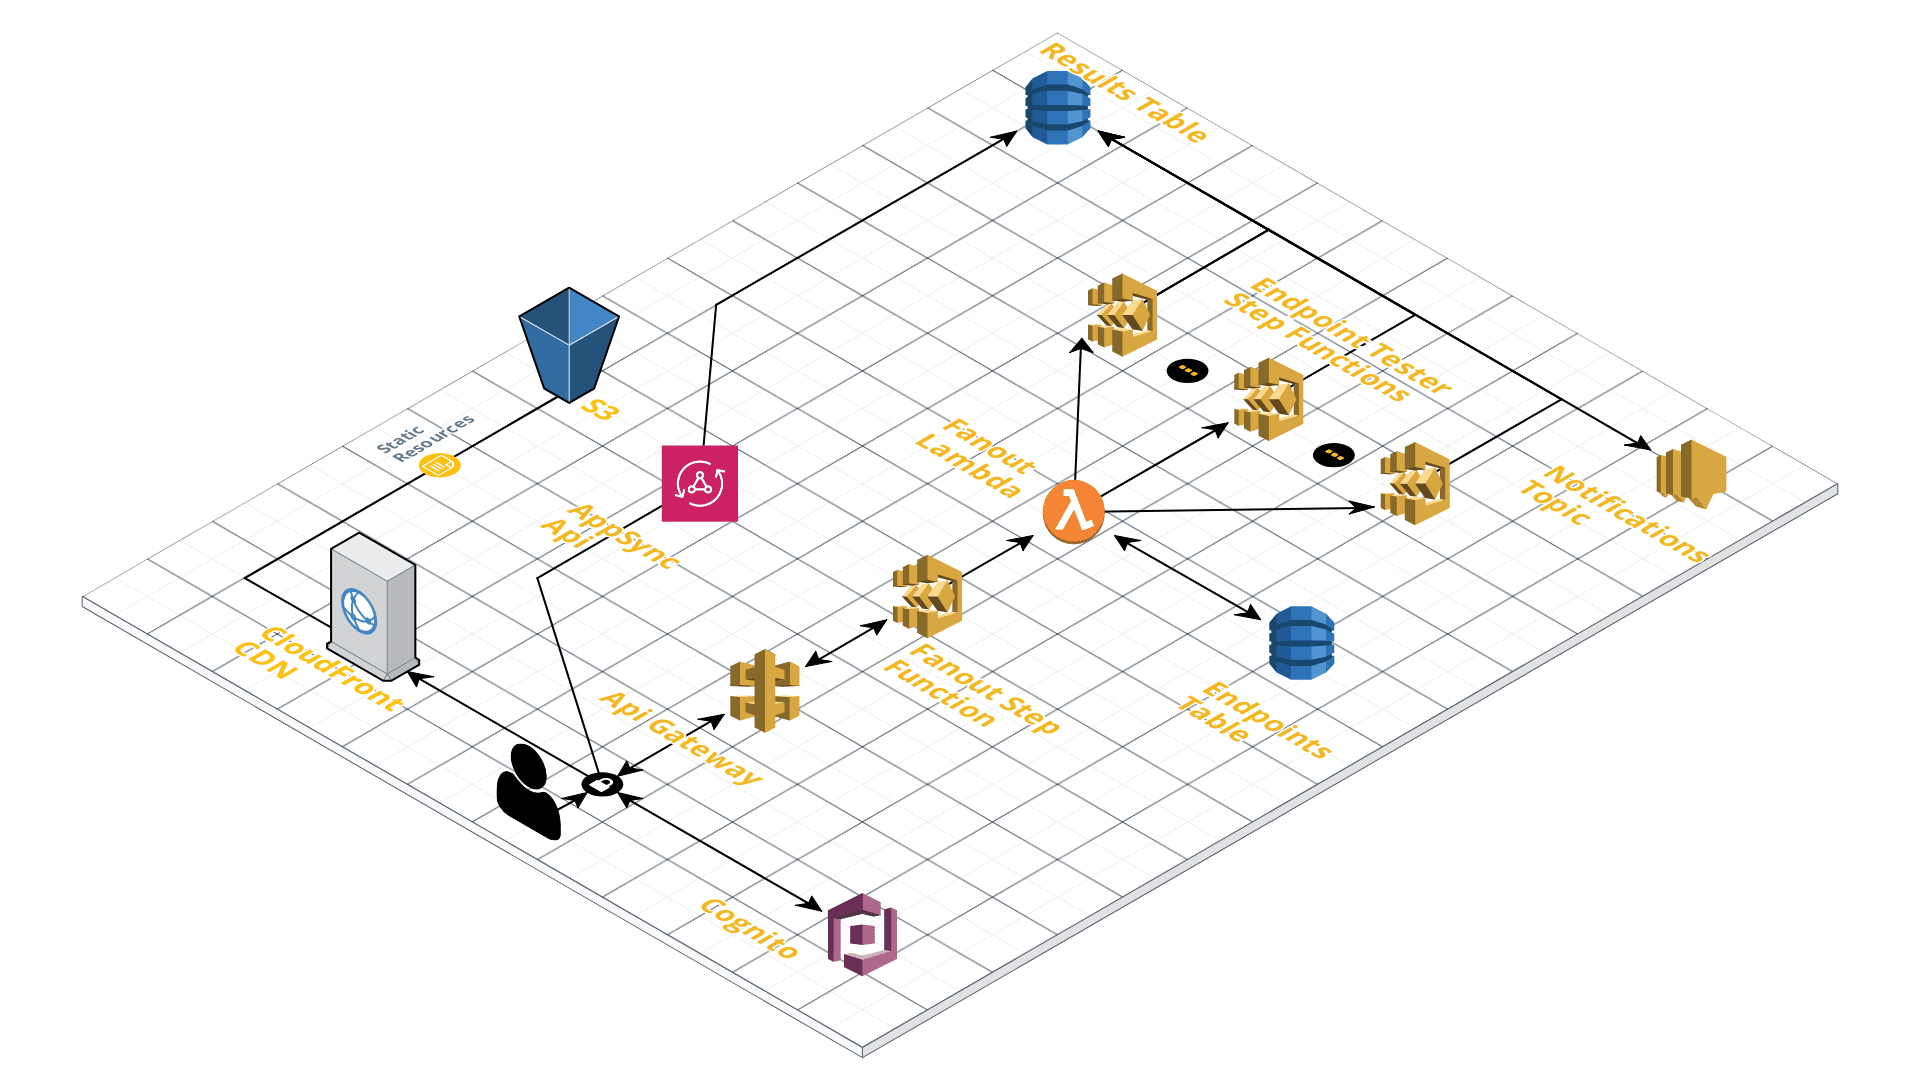 Results Table
Endpoint Tester
Step Functions
S3
Static
Resources
Fanout
Lambda
Notifications
Topic
AppSync
Api
CloudFront
CDN
Fanout Step
Function
Endpoints
Table
Api Gateway
Cognito
λ